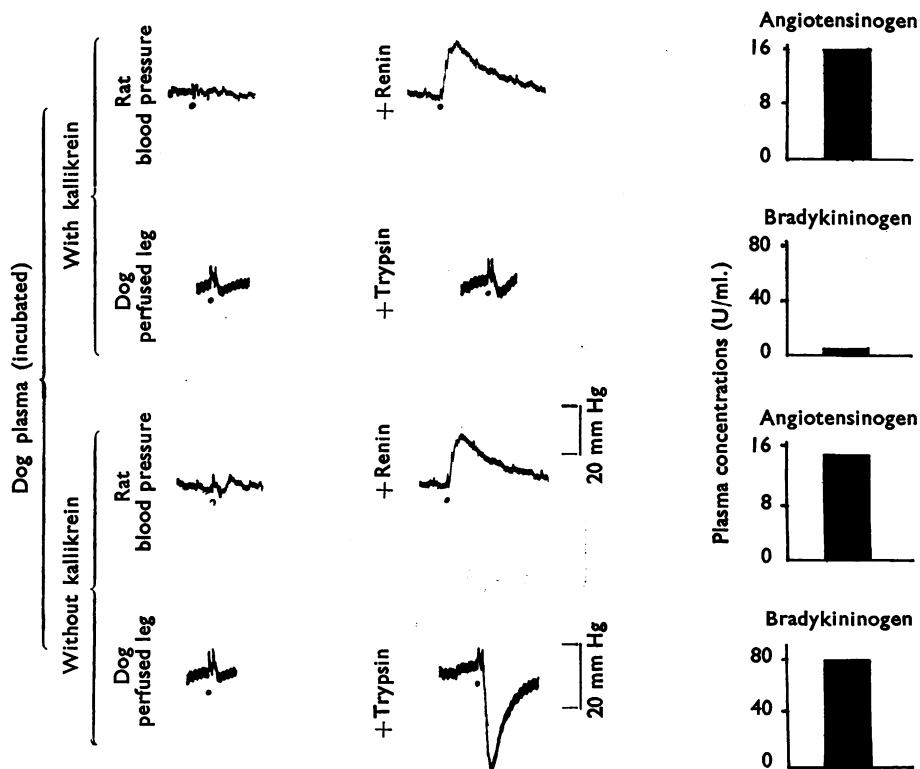 Dog plasma (incubated)
With kallikrein
Rat
blood pressure
+ Renin
Dog
perfused leg
+ Trypsin
Without kallikrein
Rat
blood pressure
+ Renin
20 mm Hg
Dog
perfused leg
+ Trypsin
20 mm Hg
Plasma concentrations (U/ml.)
Angiotensinogen
16
8
0
Bradykininogen
80
40
0
Angiotensinogen
16
8
0
Bradykininogen
80
40
0